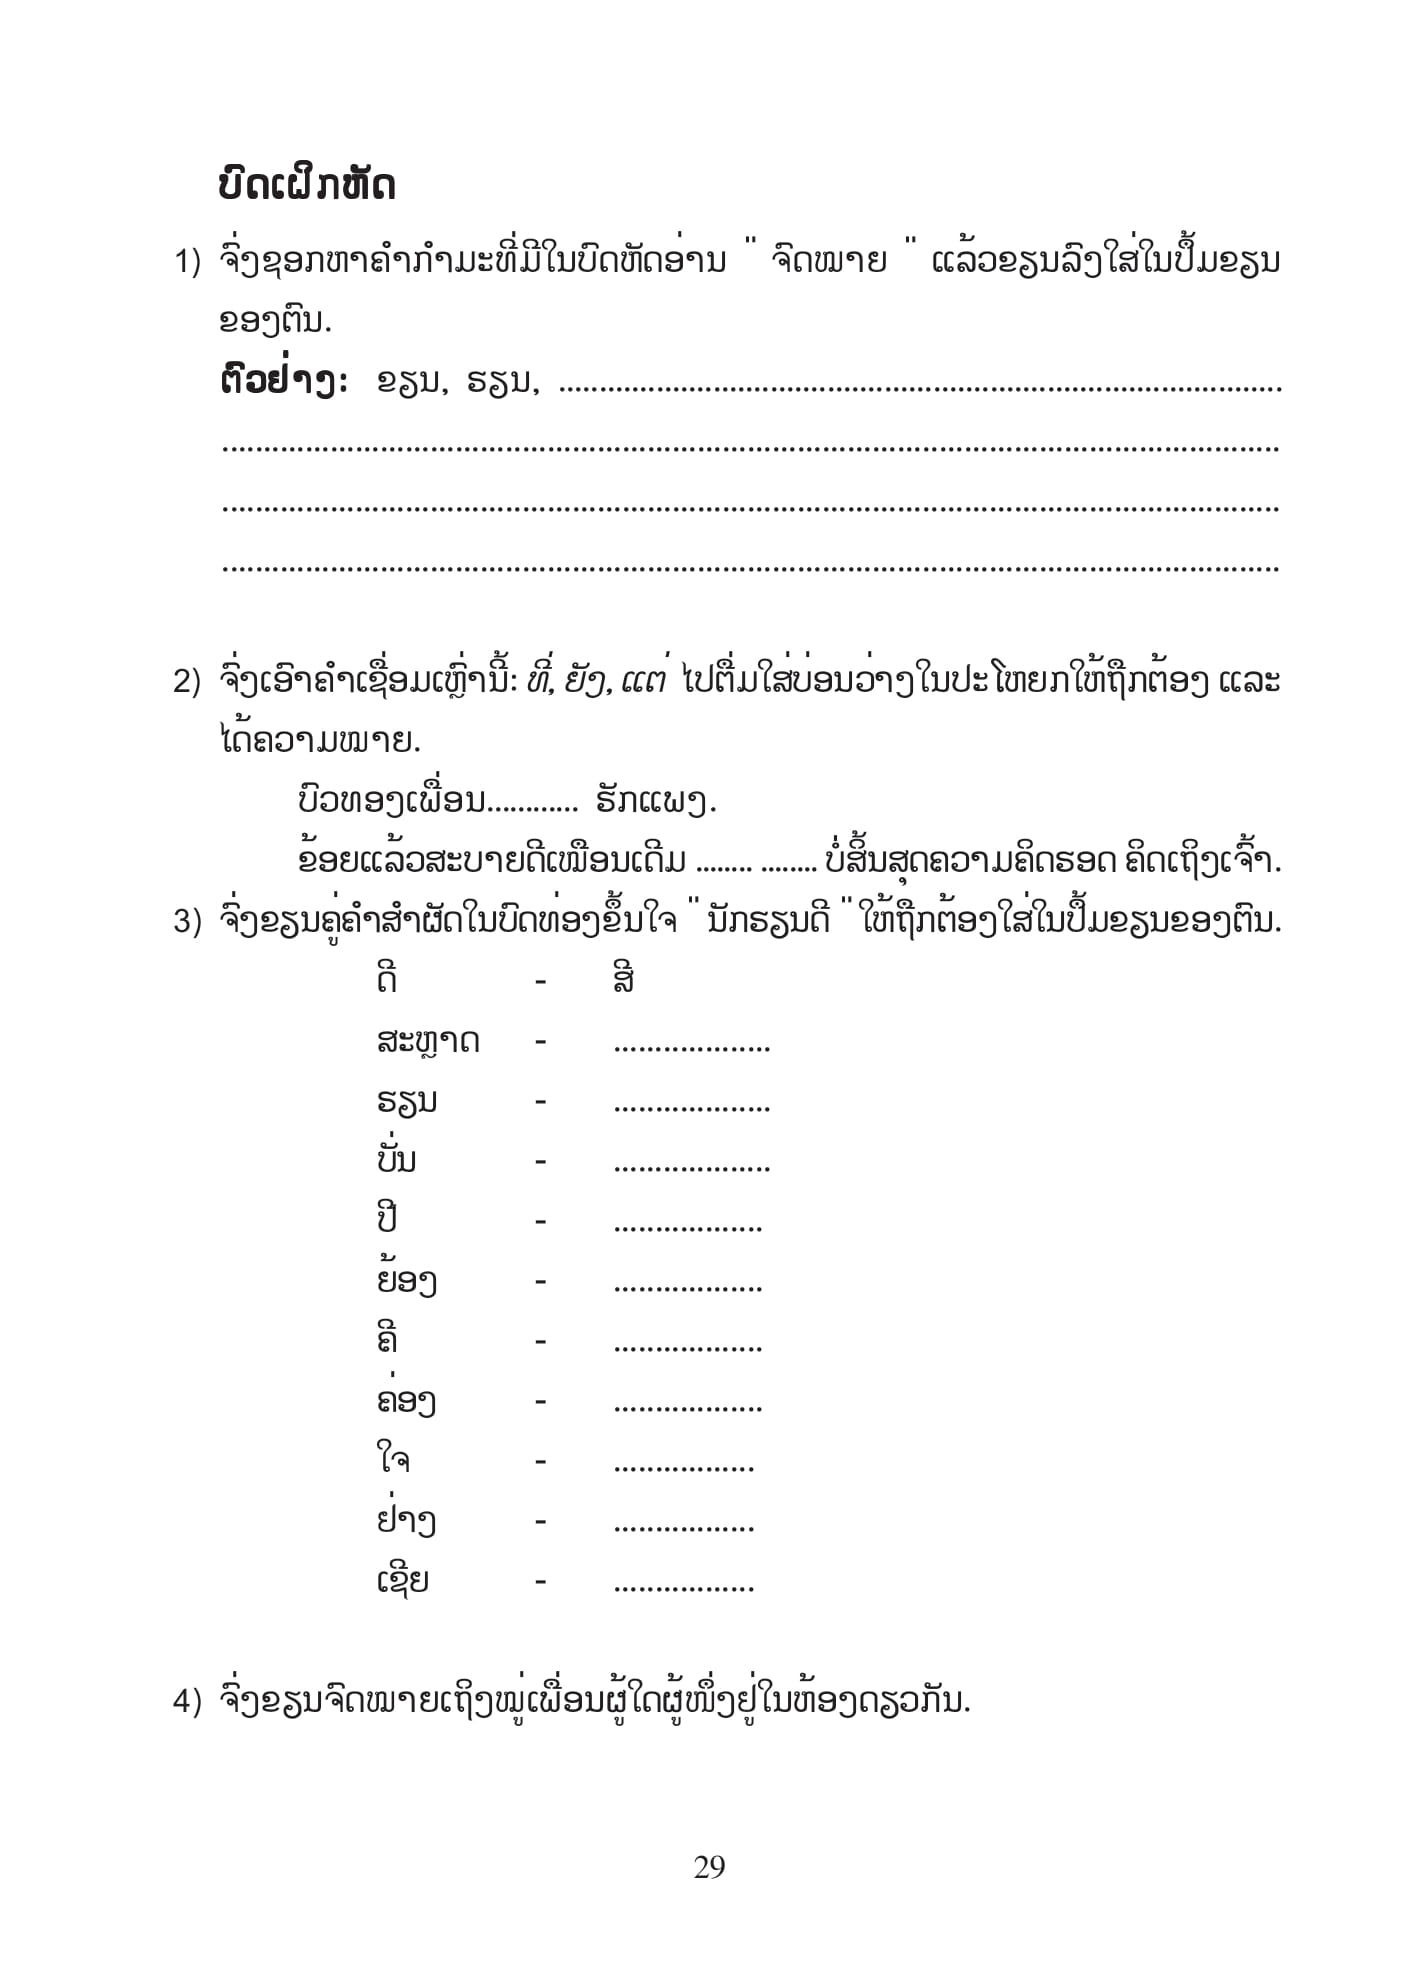 ບົດເຝິກຫັດ
1) ຈົ່ງຊອກຫາຄຳກຳມະທີ່ມີໃນບົດຫັດອ່ານ " ຈົດໝາຍ " ແລ້ວຂຽນລົງໃສ່ໃນປຶ້ມຂຽນ
ຂອງຕົນ.
ຕົວຢ່າງ: ຂຽນ, ຮຽນ, ..........................................................................................
....................................................................................................................................
....................................................................................................................................
....................................................................................................................................
2) ຈົ່ງເອົາຄຳເຊື່ອມເຫຼົ່ານີ້: ທີ່, ຍັງ, ແຕ່ ໄປຕື່ມໃສ່ບ່ອນວ່າງໃນປະໂຫຍກໃຫ້ຖືກຕ້ອງ ແລະ
ໄດ້ຄວາມໝາຍ.
ບົວທອງເພື່ອນ............ ຮັກແພງ.
ຂ້ອຍແລ້ວສະບາຍດີເໝືອນເດີມ ........ ........ ບໍ່ສິ້ນສຸດຄວາມຄິດຮອດ ຄິດເຖິງເຈົ້າ.
3) ຈົ່ງຂຽນຄູ່ຄຳສຳຜັດໃນບົດທ່ອງຂຶ້ນໃຈ " ນັກຮຽນດີ " ໃຫ້ຖືກຕ້ອງໃສ່ໃນປຶ້ມຂຽນຂອງຕົນ.
ດີ - ສີ
ສະຫຼາດ - ...................
ຮຽນ - ...................
ບັ່ນ - ...................
ປີ - ..................
ຍ້ອງ - ..................
ຄີ - ..................
ຄ່ອງ - ..................
ໃຈ - .................
ຢ່າງ - .................
ເຊີຍ - .................
4) ຈົ່ງຂຽນຈົດໝາຍເຖິງໝູ່ເພື່ອນຜູ້ໃດຜູ້ໜຶ່ງຢູ່ໃນຫ້ອງດຽວກັນ.
29